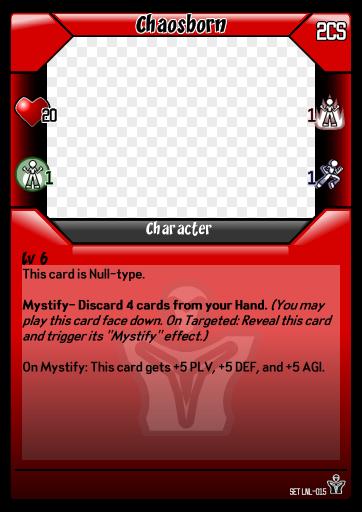 Chaosborn
2CS
20
1
1
1
Character
Lv 6
This card is Null-type.
Mystify- Discard 4 cards from your Hand. (You may
play this card face down. On Targeted: Reveal this card
and trigger its "Mystify" effect.)
On Mystify: This card gets +5 PLV, +5 DEF, and +5 AGI.
SET LNL-015